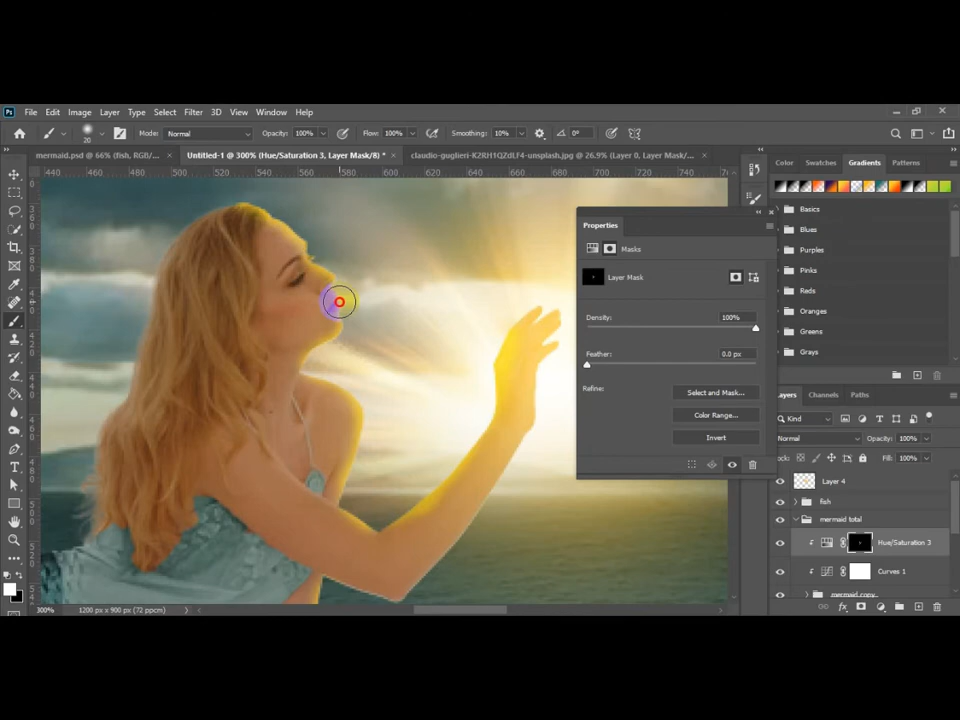 Ps File Edit Image Layer Type Select Filter 3D View Window Help
20 Mode: Normal Opacity: 100% Flow: 100% Smoothing: 10% 0°
mermaid.psd @ 66% (fish, RGB/... × Untitled-1 @ 300% (Hue/Saturation 3, Layer Mask/8) * × claudio-guglieri-K2RH1QZdLF4-unsplash.jpg @ 26.9% (Layer 0, Layer Mask/... ×
440 460 480 500 520 540 560 580 600 620 640 660 680 700 720
Color Swatches Gradients Patterns
Basics
Blues
Purples
Pinks
Reds
Oranges
Greens
Grays
Properties
Masks
Layer Mask
Density: 100%
Feather: 0.0 px
Refine:
Select and Mask...
Color Range...
Invert
Layers Channels Paths
Kind
Normal Opacity: 100%
Lock: Fill: 100%
Layer 4
fish
mermaid total
Hue/Saturation 3
Curves 1
mermaid copy
300% 1200 px x 900 px (72 ppcm)